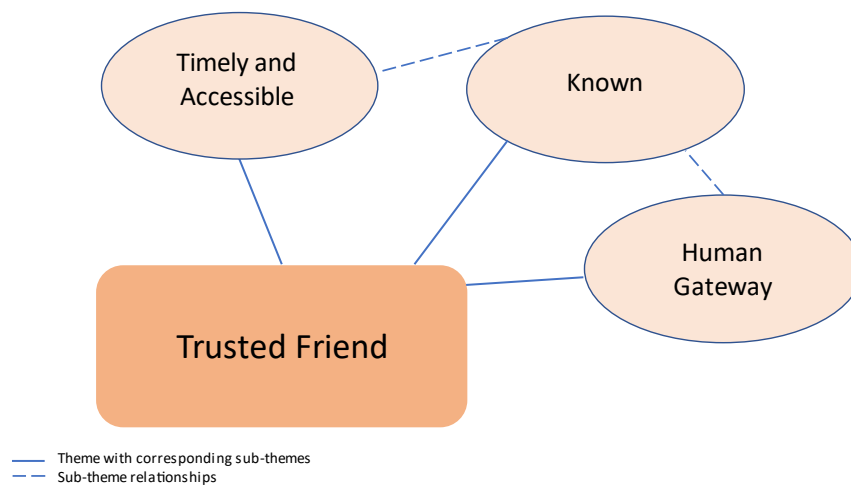 Timely and
Accessible
Known
Human
Gateway
Trusted Friend
Theme with corresponding sub-themes
Sub-theme relationships